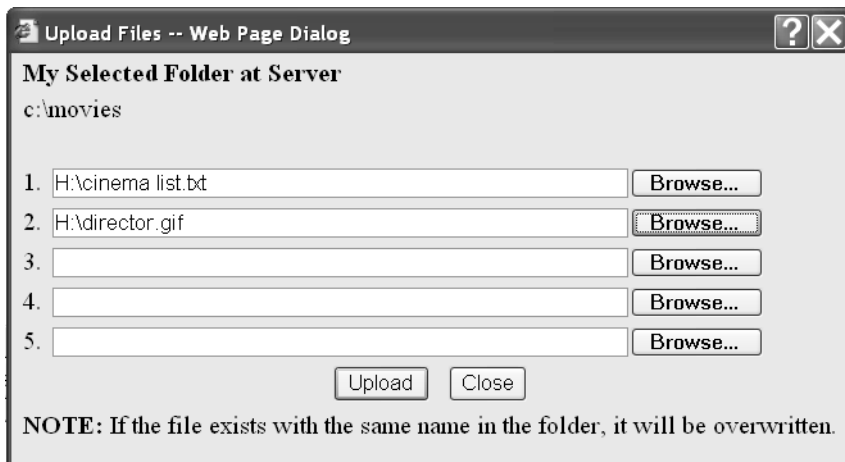 Upload Files -- Web Page Dialog
My Selected Folder at Server
c:\movies
1. H:\cinema list.txt Browse...
2. H:\director.gif Browse...
3. Browse...
4. Browse...
5. Browse...
Upload Close
NOTE: If the file exists with the same name in the folder, it will be overwritten.